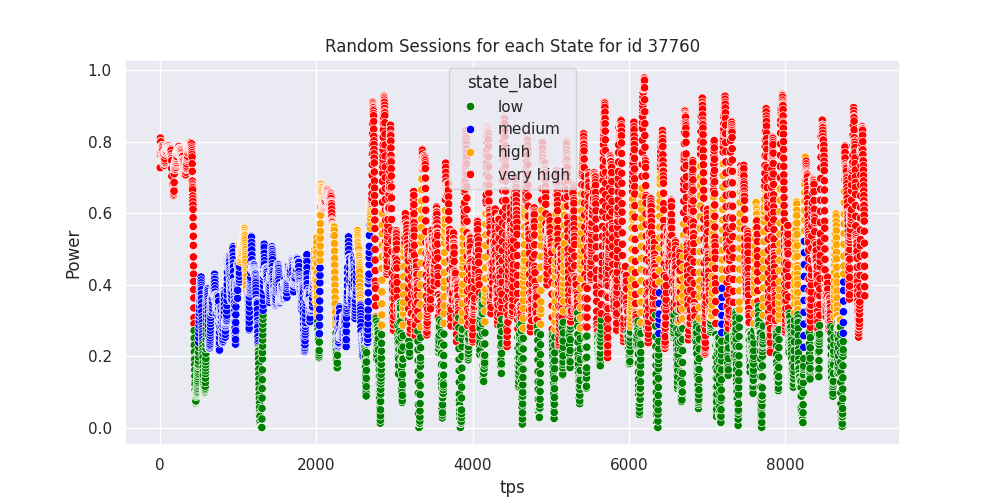 Random Sessions for each State for id 37760
Power
1.0
0.8
0.6
0.4
0.2
0.0
state_label
low
medium
high
very high
0 2000 4000 6000 8000
tps